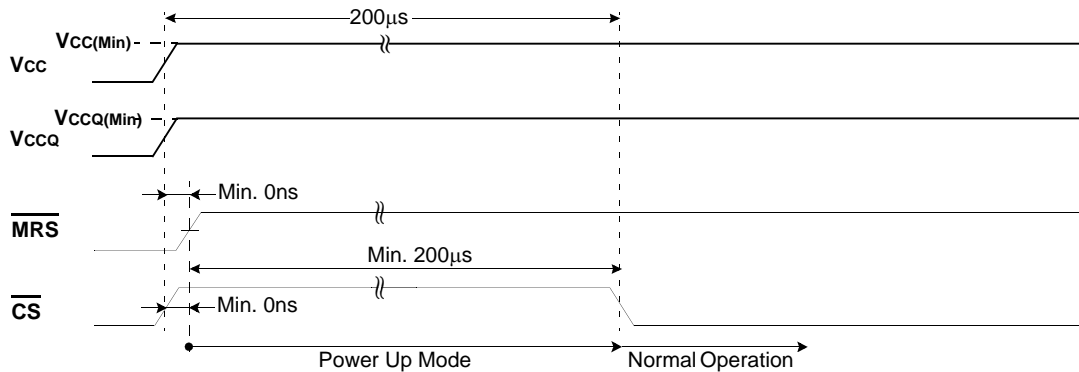 200μs
VCC(Min)
VCC
VCCQ(Min)
VCCQ
Min. 0ns
MRS
Min. 200μs
CS
Min. 0ns
Power Up Mode
Normal Operation